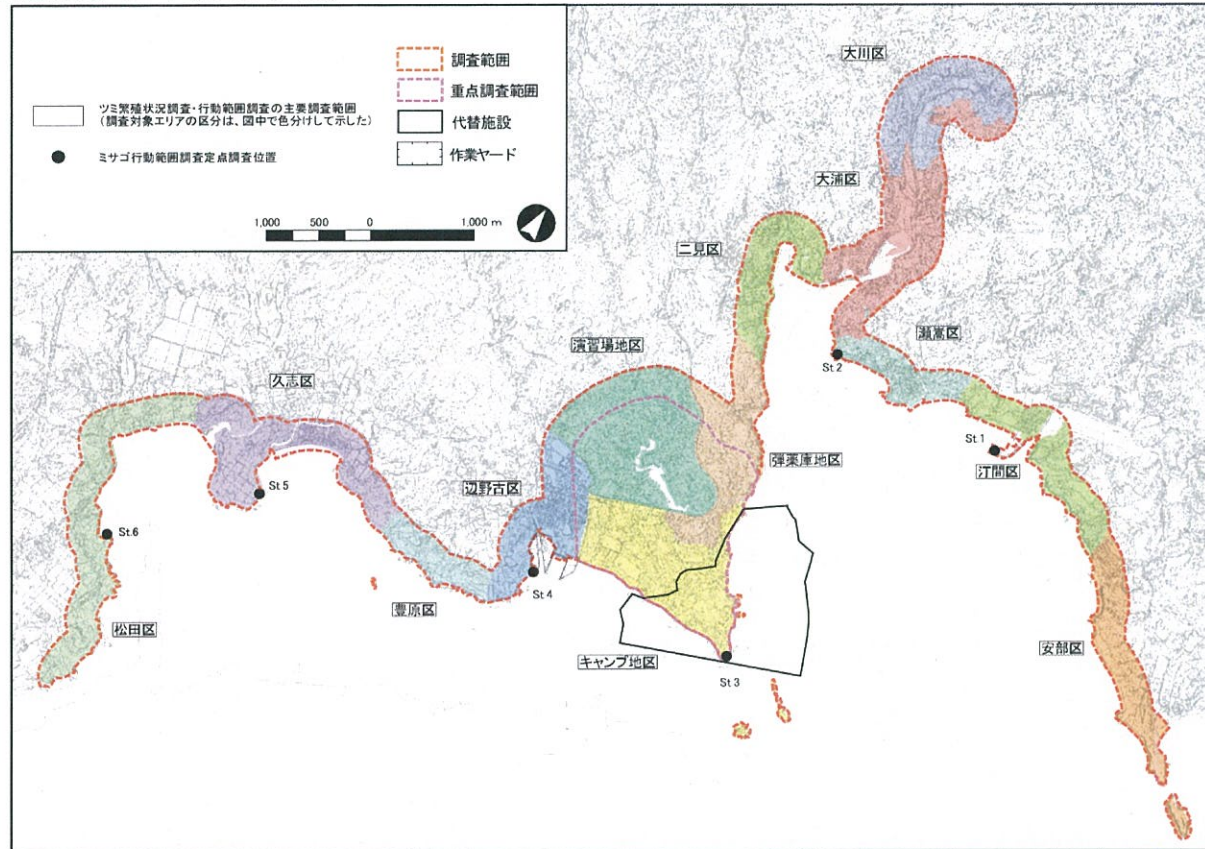 ツミ繁殖状況調査・行動範囲調査の主要調査範囲
(調査対象エリアの区分は、図中で色分けして示した)
ミサゴ行動範囲調査定点調査位置
調査範囲
重点調査範囲
代替施設
作業ヤード
1,000 500 0 1,000 m
大川区
大浦区
二見区
瀬嵩区
St.2
演習場地区
久志区
St.1
汀間区
弾薬庫地区
辺野古区
St.5
St.6
St.4
豊原区
松田区
キャンプ地区
St.3
安部区